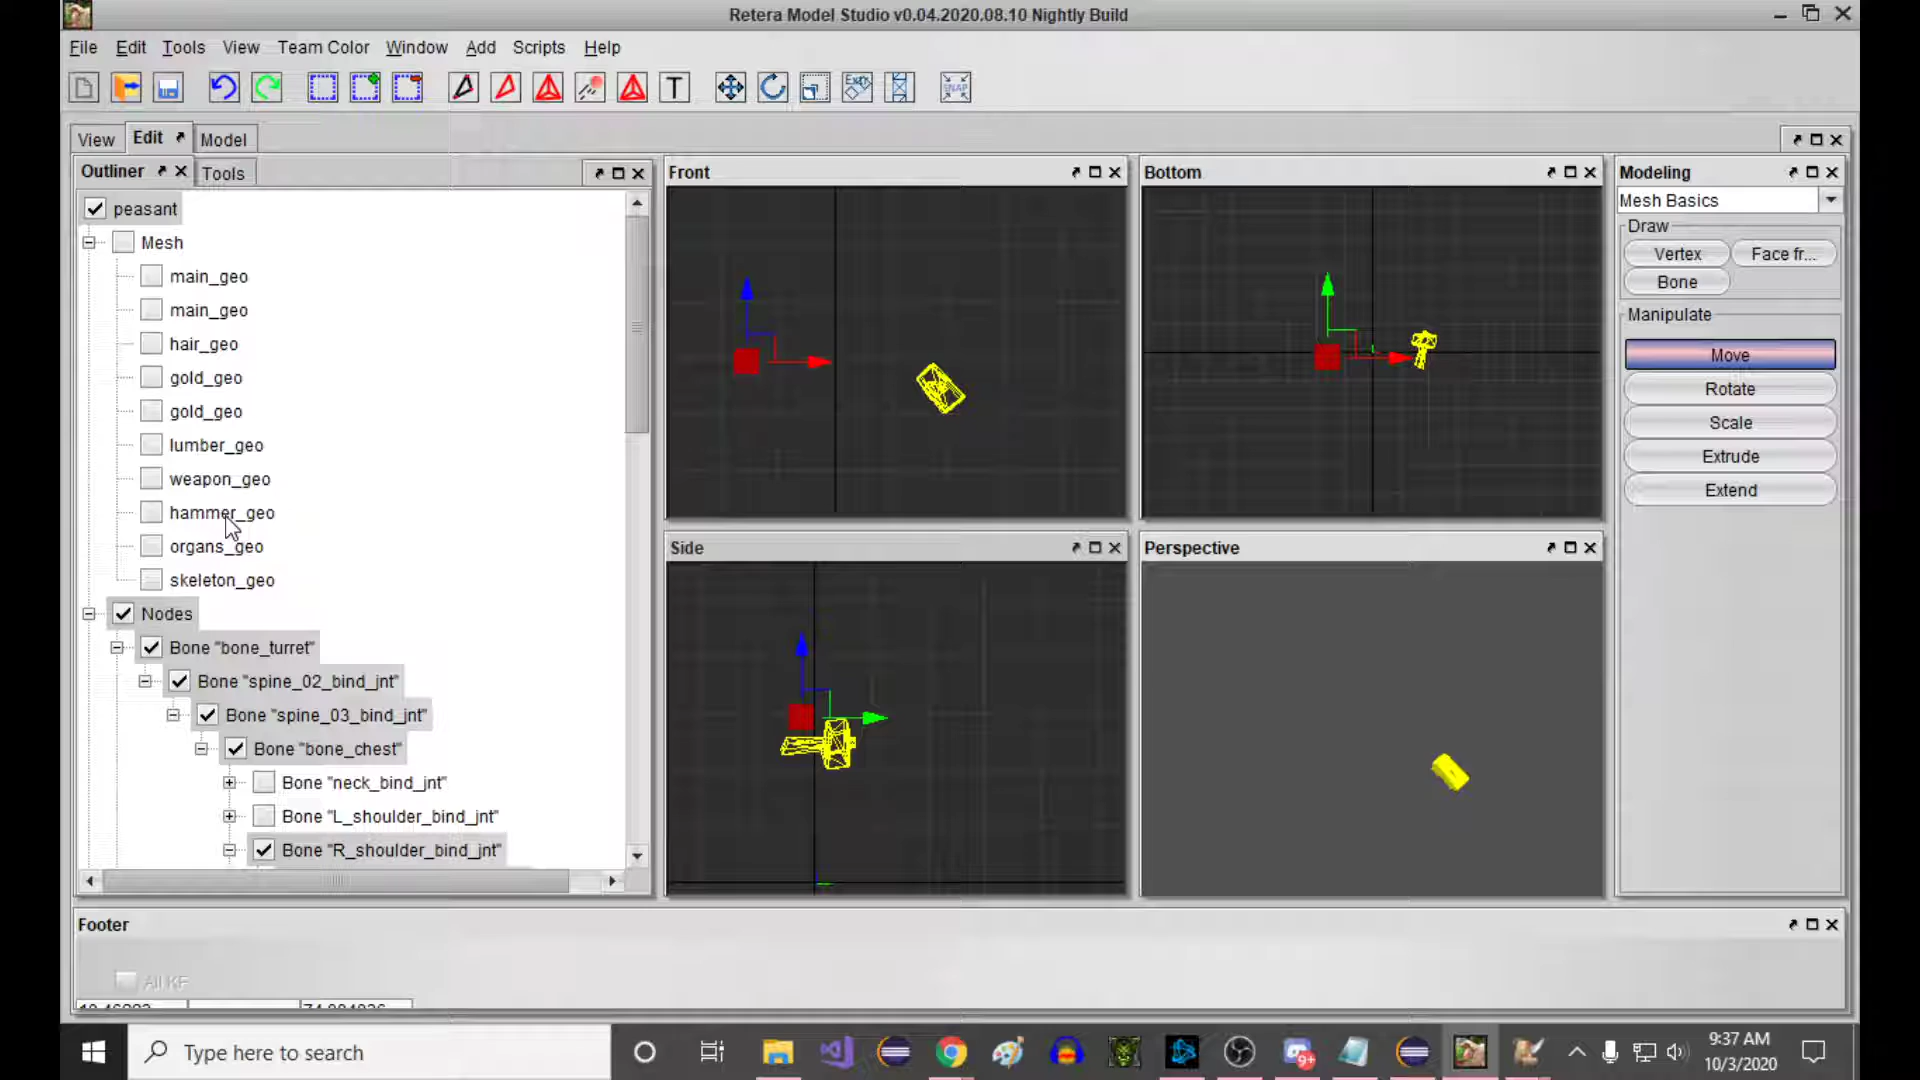 Retera Model Studio v0.04.2020.08.10 Nightly Build
File Edit Tools View Team Color Window Add Scripts Help
T EXP> SNAP
View Edit Model
Outliner Tools
peasant
Mesh
main_geo
main_geo
hair_geo
gold_geo
gold_geo
lumber_geo
weapon_geo
hammer_geo
organs_geo
skeleton_geo
Nodes
Bone "bone_turret"
Bone "spine_02_bind_jnt"
Bone "spine_03_bind_jnt"
Bone "bone_chest"
Bone "neck_bind_jnt"
Bone "L_shoulder_bind_jnt"
Bone "R_shoulder_bind_jnt"
Front
Bottom
Side
Perspective
Modeling
Mesh Basics
Draw
Vertex Face fr...
Bone
Manipulate
Move
Rotate
Scale
Extrude
Extend
Footer
All KF
Type here to search
9+
9:37 AM
10/3/2020